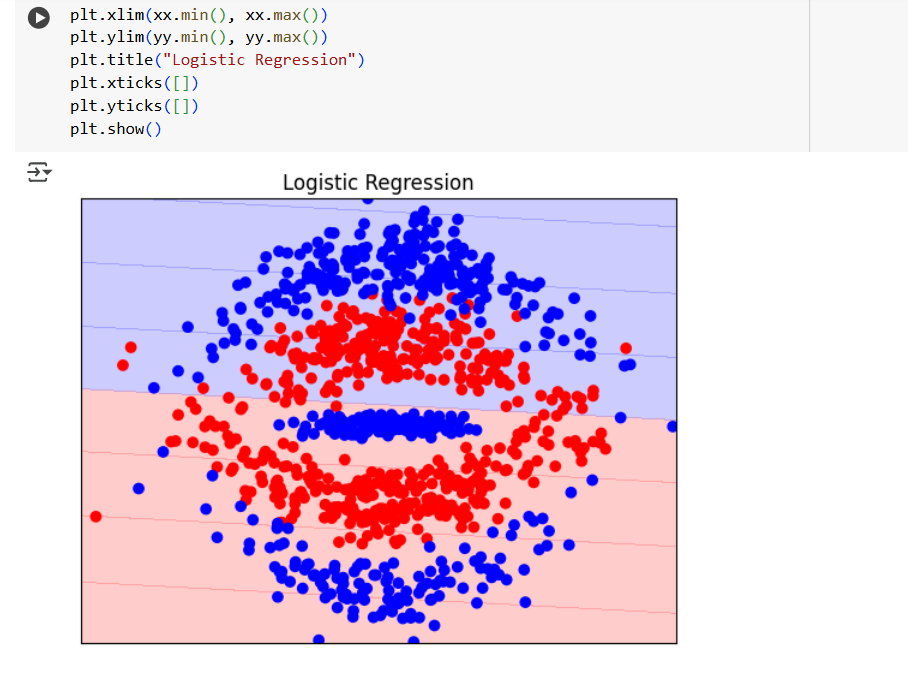 plt.xlim(xx.min(), xx.max())
plt.ylim(yy.min(), yy.max())
plt.title("Logistic Regression")
plt.xticks([])
plt.yticks([])
plt.show()
Logistic Regression